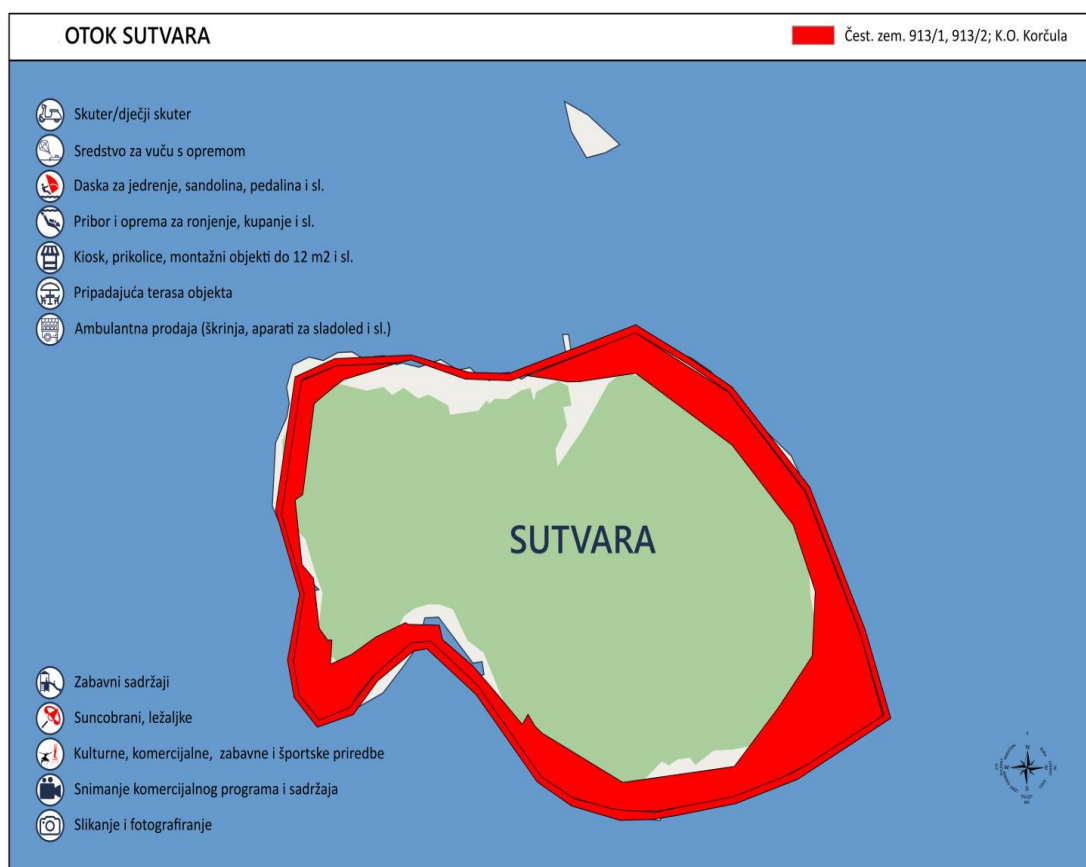 OTOK SUTVARA
Čest. zem. 913/1, 913/2; K.O. Korčula
Skuter/dječji skuter
Sredstvo za vuču s opremom
Daska za jedrenje, sandolina, pedalina i sl.
Pribor i oprema za ronjenje, kupanje i sl.
Kiosk, prikolice, montažni objekti do 12 m2 i sl.
Pripadajuća terasa objekta
Ambulantna prodaja (škrinja, aparati za sladoled i sl.)
SUTVARA
Zabavni sadržaji
Suncobrani, ležaljke
Kulturne, komercijalne, zabavne i športske priredbe
Snimanje komercijalnog programa i sadržaja
Slikanje i fotografiranje
N
W
E
S